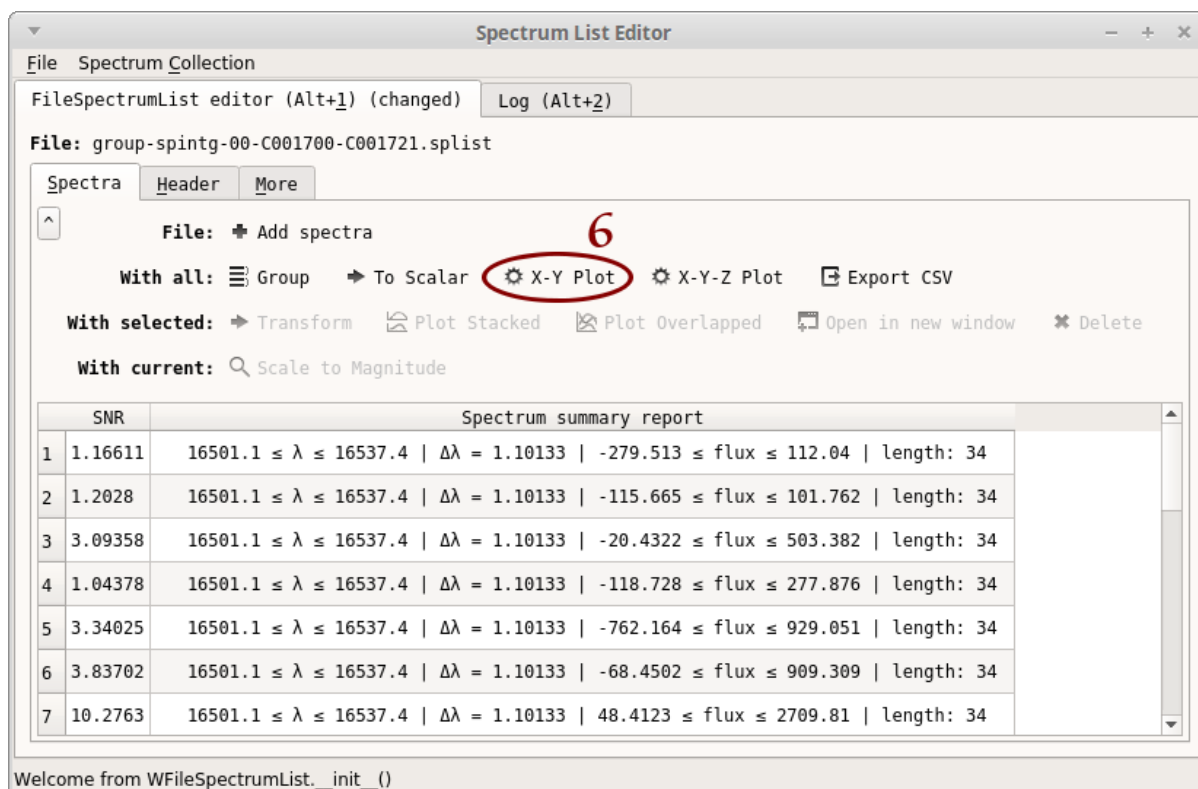 Spectrum List Editor
File Spectrum Collection
FileSpectrumList editor (Alt+1) (changed) Log (Alt+2)
File: group-spintg-00-C001700-C001721.splist
Spectra Header More
^ File: Add spectra 6
With all: Group To Scalar X-Y Plot X-Y-Z Plot Export CSV
With selected: Transform Plot Stacked Plot Overlapped Open in new window Delete
With current: Scale to Magnitude
SNR Spectrum summary report
1 1.16611 16501.1 ≤ λ ≤ 16537.4 | Δλ = 1.10133 | -279.513 ≤ flux ≤ 112.04 | length: 34
2 1.2028 16501.1 ≤ λ ≤ 16537.4 | Δλ = 1.10133 | -115.665 ≤ flux ≤ 101.762 | length: 34
3 3.09358 16501.1 ≤ λ ≤ 16537.4 | Δλ = 1.10133 | -20.4322 ≤ flux ≤ 503.382 | length: 34
4 1.04378 16501.1 ≤ λ ≤ 16537.4 | Δλ = 1.10133 | -118.728 ≤ flux ≤ 277.876 | length: 34
5 3.34025 16501.1 ≤ λ ≤ 16537.4 | Δλ = 1.10133 | -762.164 ≤ flux ≤ 929.051 | length: 34
6 3.83702 16501.1 ≤ λ ≤ 16537.4 | Δλ = 1.10133 | -68.4502 ≤ flux ≤ 909.309 | length: 34
7 10.2763 16501.1 ≤ λ ≤ 16537.4 | Δλ = 1.10133 | 48.4123 ≤ flux ≤ 2709.81 | length: 34
Welcome from WFileSpectrumList.__init__()